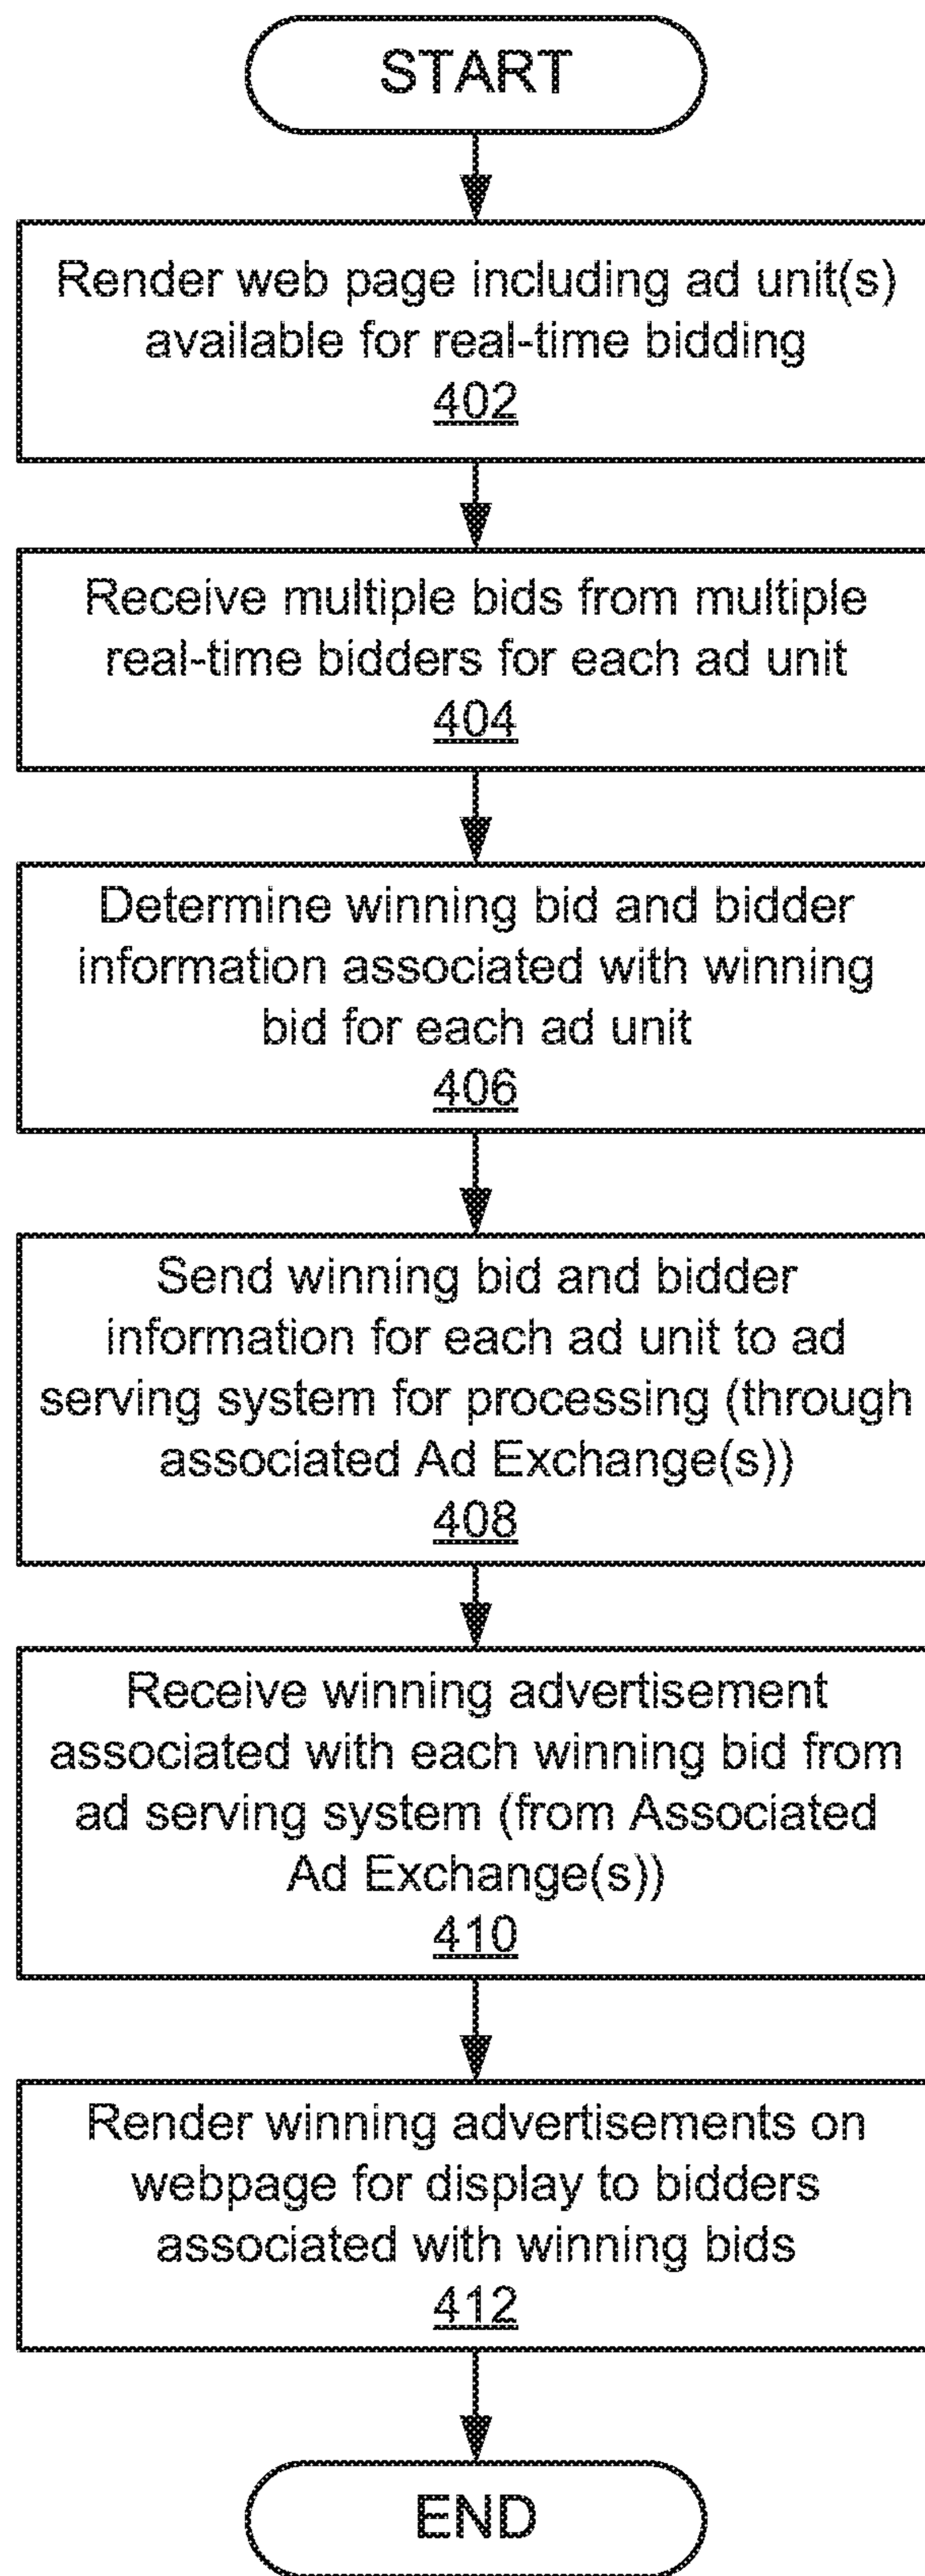 START
Render web page including ad unit(s)
available for real-time bidding
402
Receive multiple bids from multiple
real-time bidders for each ad unit
404
Determine winning bid and bidder
information associated with winning
bid for each ad unit
406
Send winning bid and bidder
information for each ad unit to ad
serving system for processing (through
associated Ad Exchange(s))
408
Receive winning advertisement
associated with each winning bid from
ad serving system (from Associated
Ad Exchange(s))
410
Render winning advertisements on
webpage for display to bidders
associated with winning bids
412
END